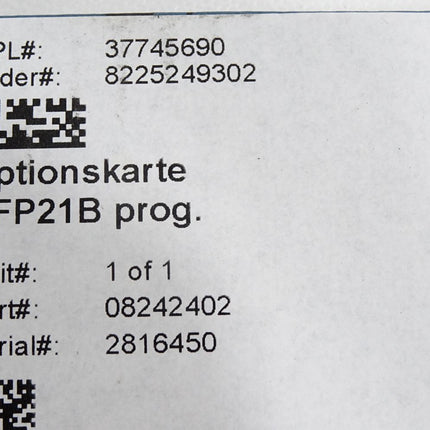 PL#: 37745690
der#: 8225249302
ptionskarte
FP21B prog.
it#: 1 of 1
rt#: 08242402
rial#: 2816450